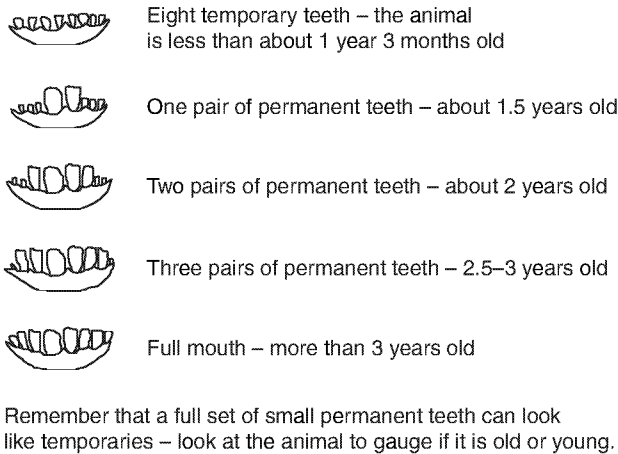 Eight temporary teeth – the animal
is less than about 1 year 3 months old
One pair of permanent teeth – about 1.5 years old
Two pairs of permanent teeth – about 2 years old
Three pairs of permanent teeth – 2.5–3 years old
Full mouth – more than 3 years old
Remember that a full set of small permanent teeth can look
like temporaries – look at the animal to gauge if it is old or young.